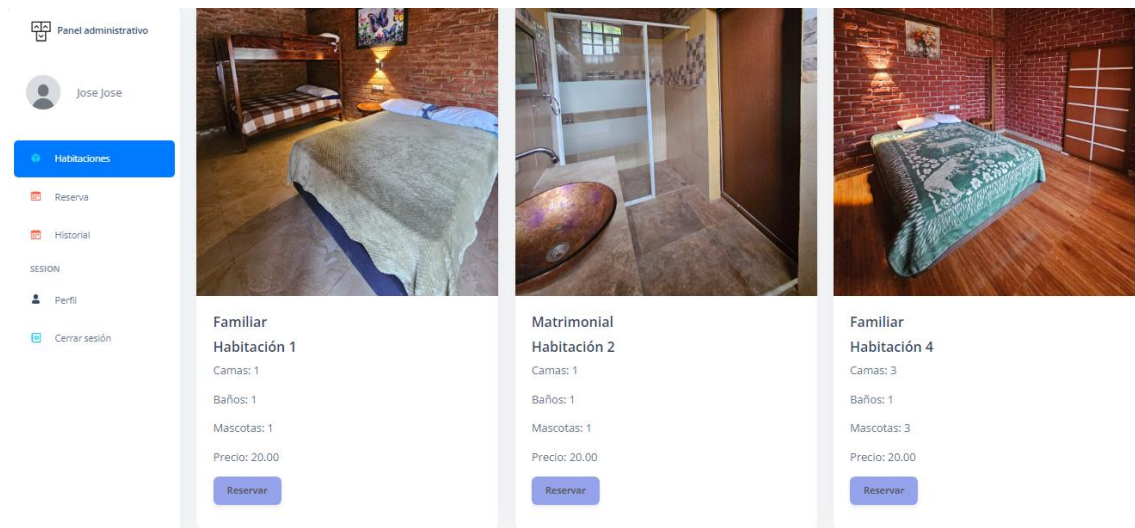 Panel administrativo
Jose Jose
Habitaciones
Reserva
Historial
SESION
Perfil
Cerrar sesión
Familiar
Habitación 1
Camas: 1
Baños: 1
Mascotas: 1
Precio: 20.00
Reservar
Matrimonial
Habitación 2
Camas: 1
Baños: 1
Mascotas: 1
Precio: 20.00
Reservar
Familiar
Habitación 4
Camas: 3
Baños: 1
Mascotas: 3
Precio: 20.00
Reservar